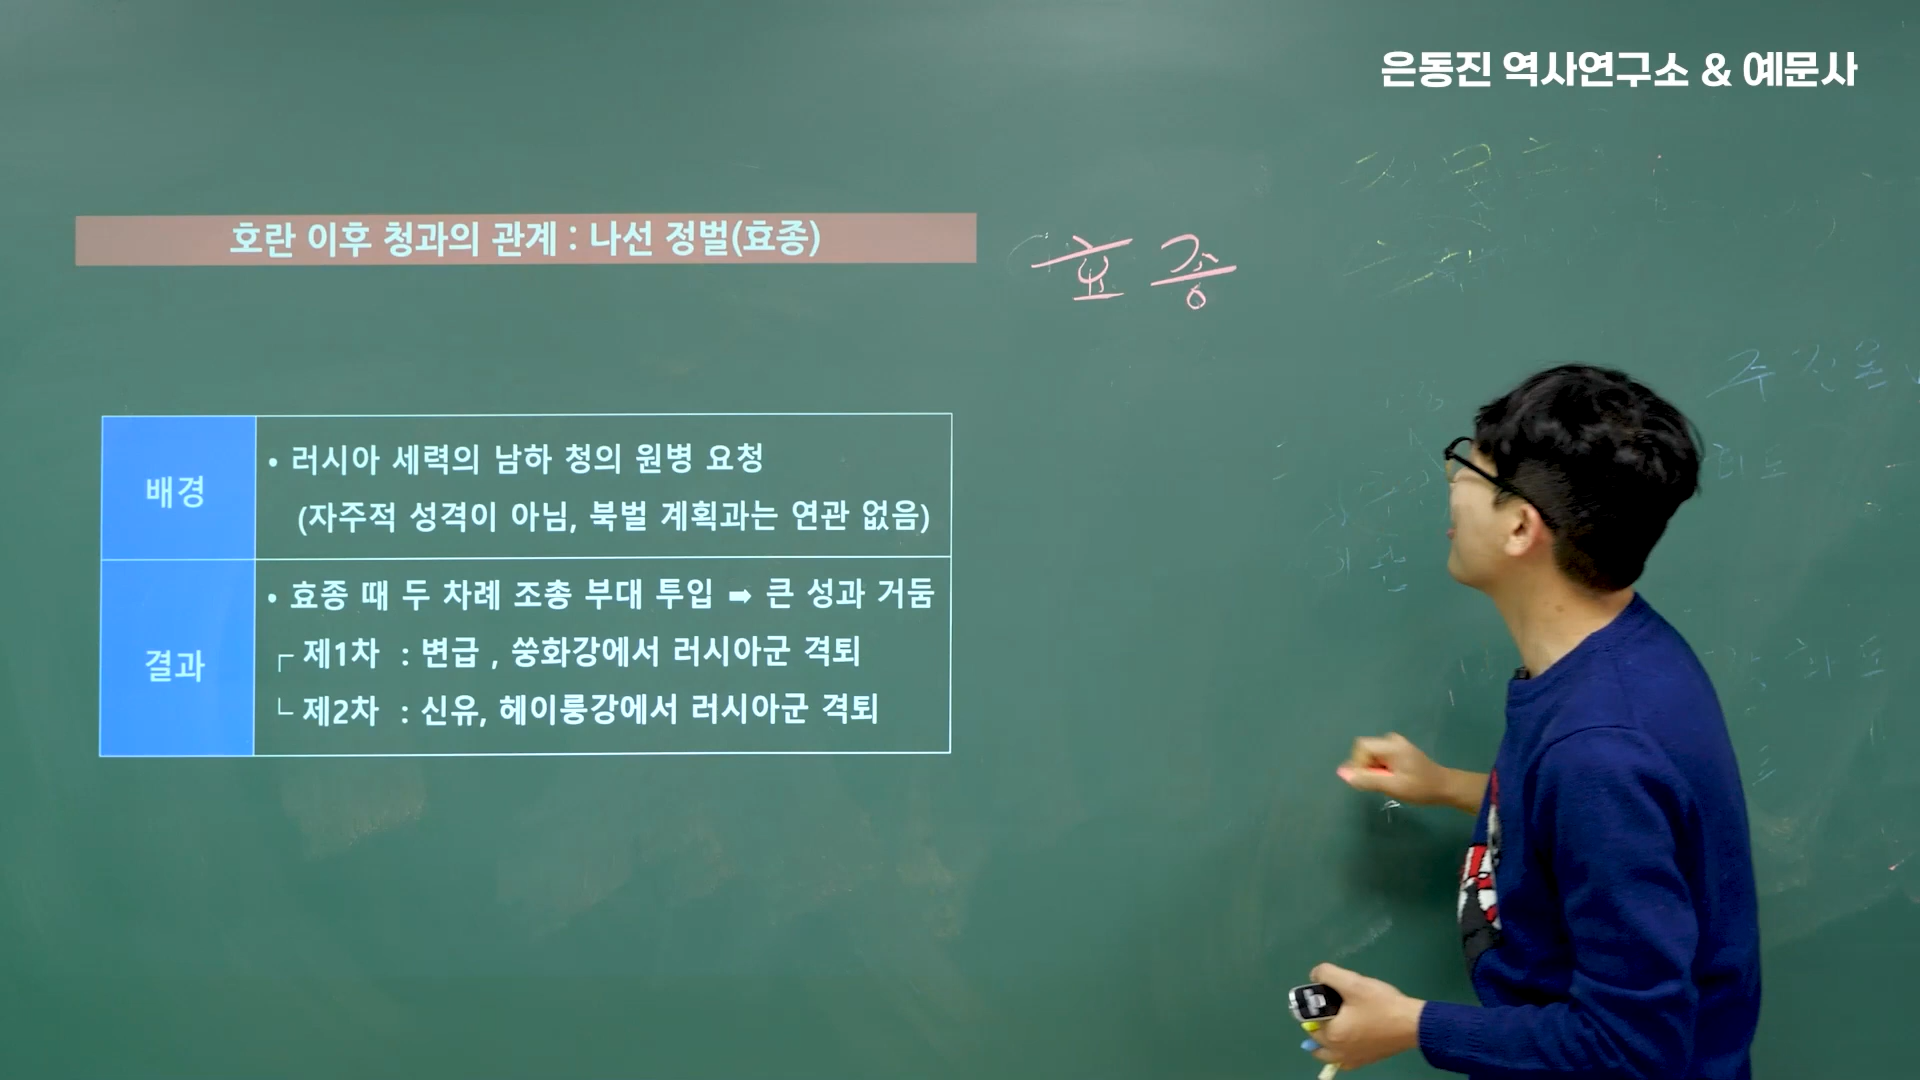 은동진 역사연구소 & 예문사
호란 이후 청과의 관계 : 나선 정벌(효종)
효종
배경
• 러시아 세력의 남하 청의 원병 요청
(자주적 성격이 아님, 북벌 계획과는 연관 없음)
결과
• 효종 때 두 차례 조총 부대 투입 ➡ 큰 성과 거둠
┌ 제1차 : 변급 , 쑹화강에서 러시아군 격퇴
└ 제2차 : 신유, 헤이룽강에서 러시아군 격퇴